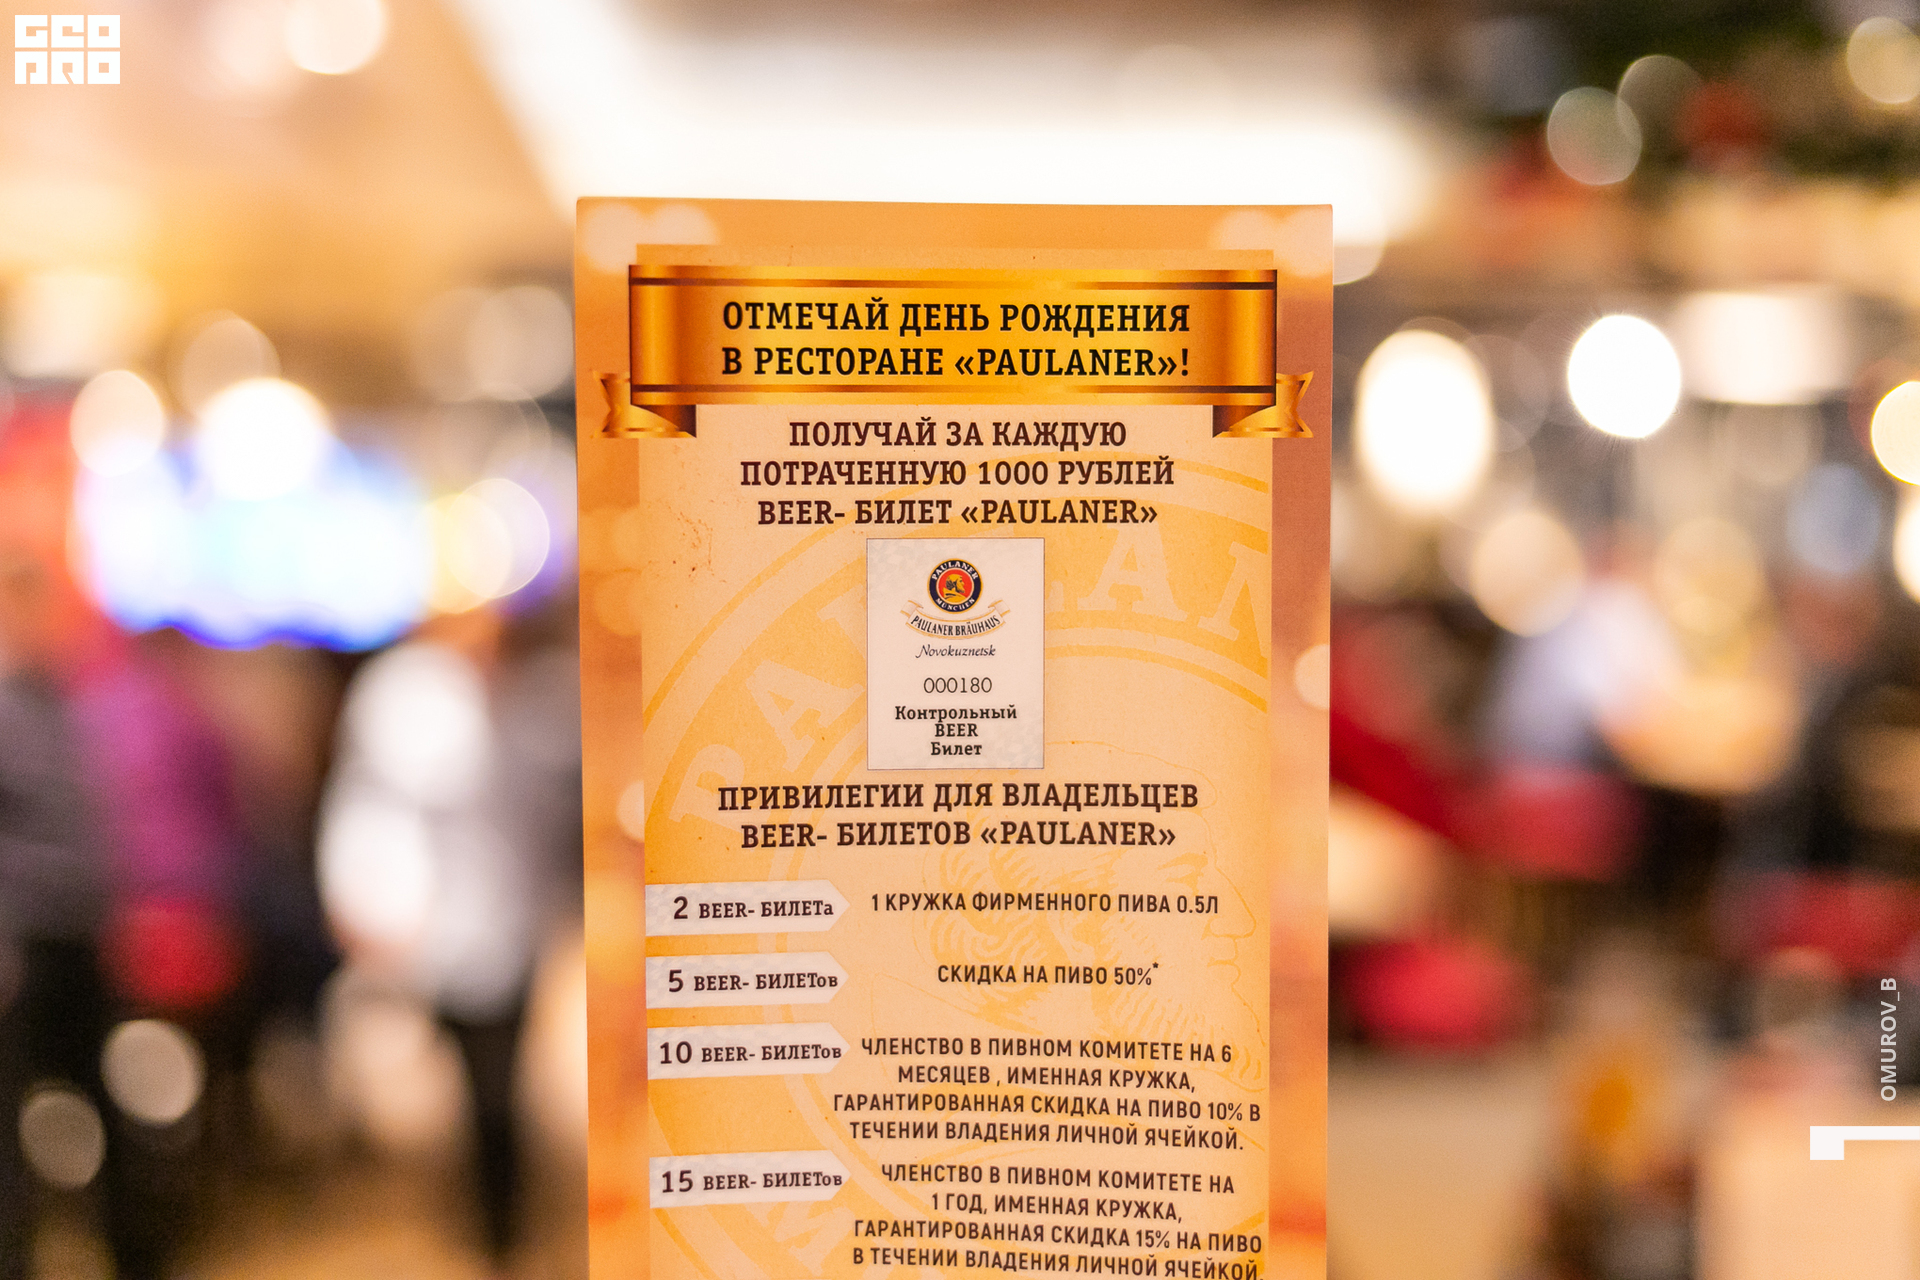 GEO
PRO
ОТМЕЧАЙ ДЕНЬ РОЖДЕНИЯ
В РЕСТОРАНЕ «PAULANER»!
ПОЛУЧАЙ ЗА КАЖДУЮ
ПОТРАЧЕННУЮ 1000 РУБЛЕЙ
BEER- БИЛЕТ «PAULANER»
PAULANER
MÜNCHEN
PAULANER BRÄUHAUS
Novokuznetsk
000180
Контрольный
BEER
Билет
ПРИВИЛЕГИИ ДЛЯ ВЛАДЕЛЬЦЕВ
BEER- БИЛЕТОВ «PAULANER»
2 BEER- БИЛЕТа
1 КРУЖКА ФИРМЕННОГО ПИВА 0.5Л
5 BEER- БИЛЕТов
СКИДКА НА ПИВО 50%*
10 BEER- БИЛЕТов
ЧЛЕНСТВО В ПИВНОМ КОМИТЕТЕ НА 6
МЕСЯЦЕВ , ИМЕННАЯ КРУЖКА,
ГАРАНТИРОВАННАЯ СКИДКА НА ПИВО 10% В
ТЕЧЕНИИ ВЛАДЕНИЯ ЛИЧНОЙ ЯЧЕЙКОЙ.
15 BEER- БИЛЕТов
ЧЛЕНСТВО В ПИВНОМ КОМИТЕТЕ НА
1 ГОД, ИМЕННАЯ КРУЖКА,
ГАРАНТИРОВАННАЯ СКИДКА 15% НА ПИВО
В ТЕЧЕНИИ ВЛАДЕНИЯ ЛИЧНОЙ ЯЧЕЙКОЙ.
OMUROV_B